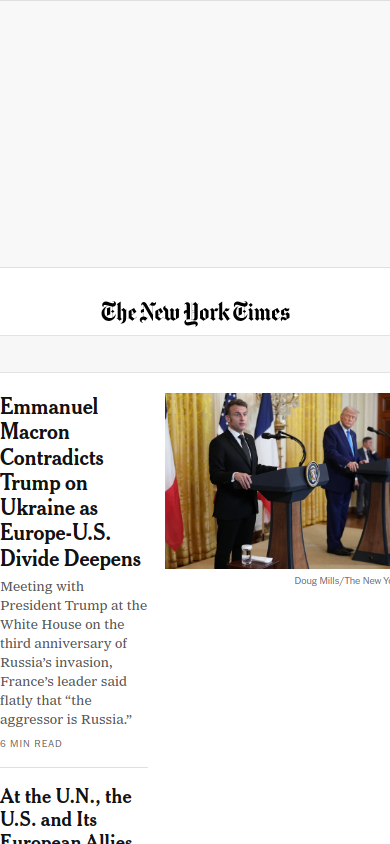 The New York Times
Emmanuel
Macron
Contradicts
Trump on
Ukraine as
Europe-U.S.
Divide Deepens
Meeting with
President Trump at the
White House on the
third anniversary of
Russia’s invasion,
France’s leader said
flatly that “the
aggressor is Russia.”
6 MIN READ
Doug Mills/The New Yo
At the U.N., the
U.S. and Its
European Allies